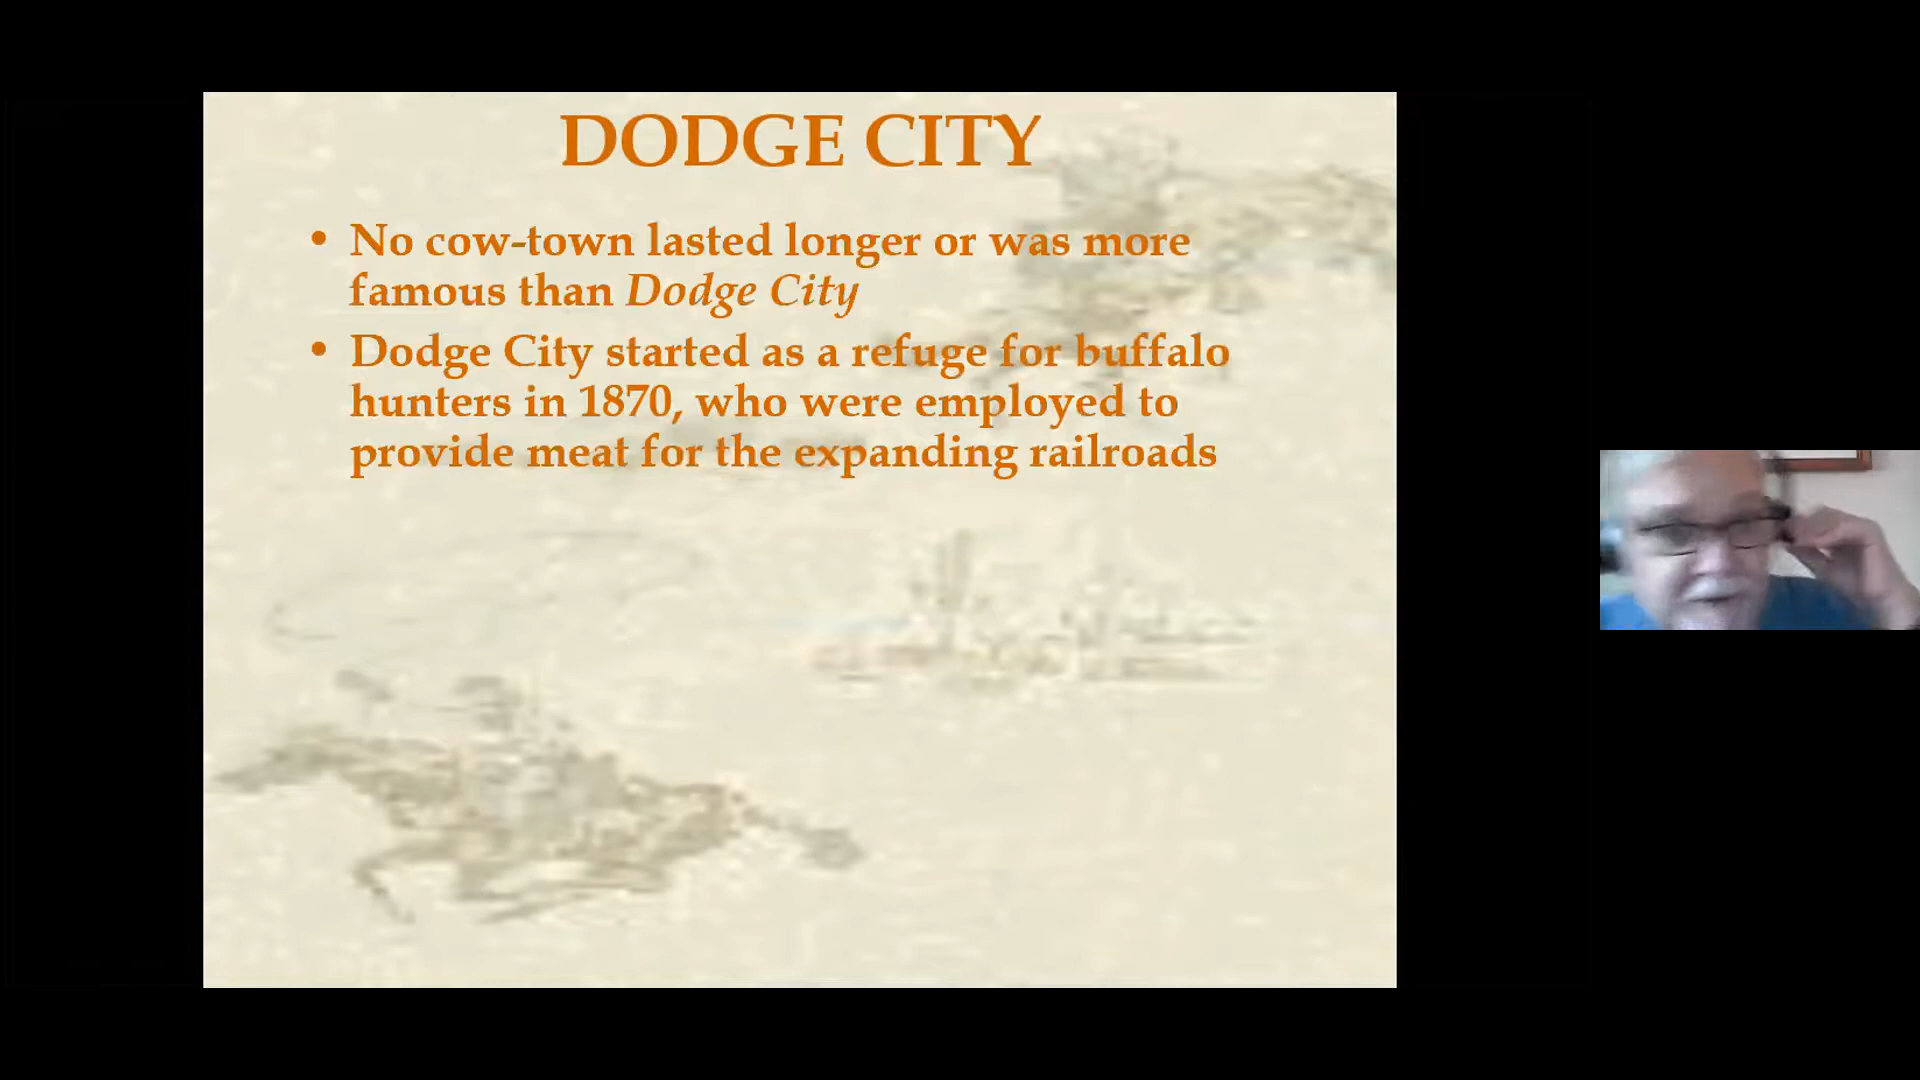 DODGE CITY
• No cow-town lasted longer or was more
famous than Dodge City
• Dodge City started as a refuge for buffalo
hunters in 1870, who were employed to
provide meat for the expanding railroads